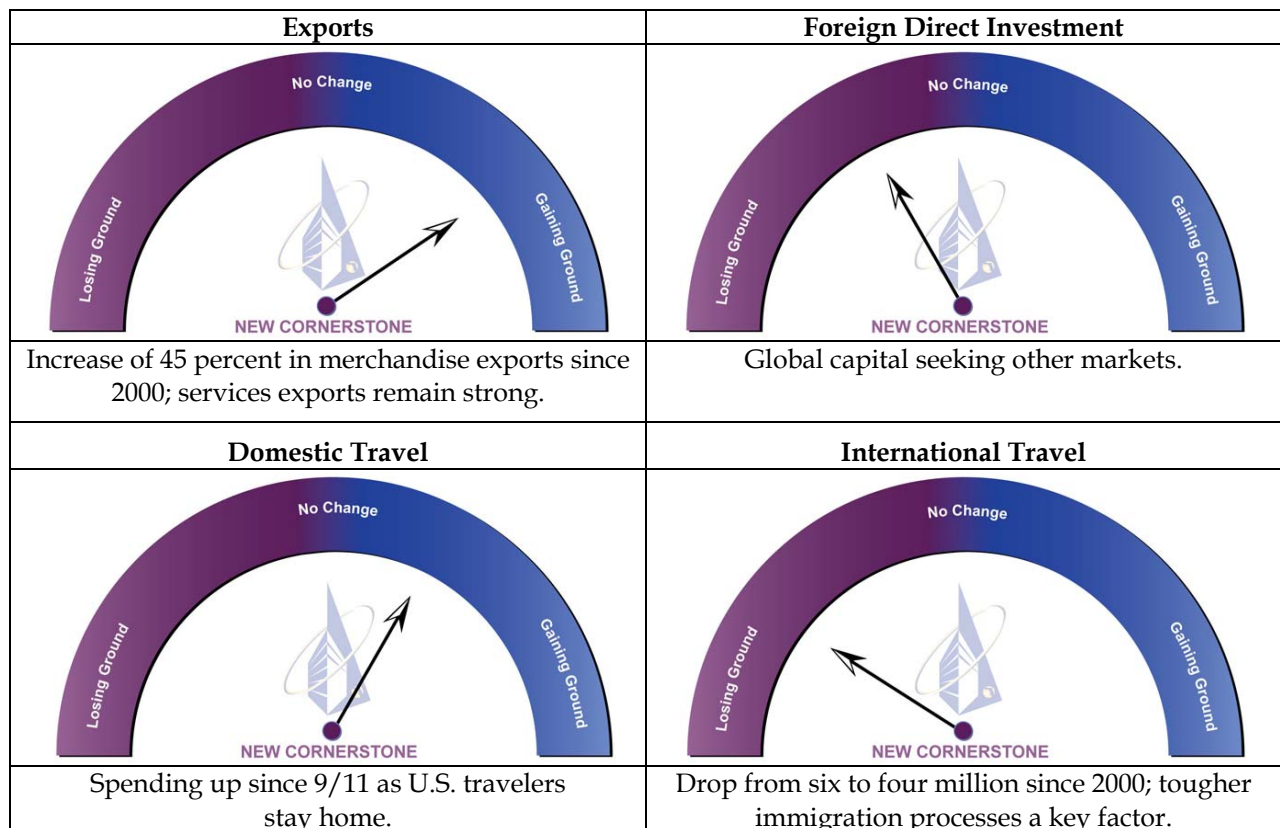 Exports
No Change
Losing Ground
Gaining Ground
NEW CORNERSTONE
Increase of 45 percent in merchandise exports since
2000; services exports remain strong.
Foreign Direct Investment
No Change
Losing Ground
Gaining Ground
NEW CORNERSTONE
Global capital seeking other markets.
Domestic Travel
No Change
Losing Ground
Gaining Ground
NEW CORNERSTONE
Spending up since 9/11 as U.S. travelers
stay home.
International Travel
No Change
Losing Ground
Gaining Ground
NEW CORNERSTONE
Drop from six to four million since 2000; tougher
immigration processes a key factor.